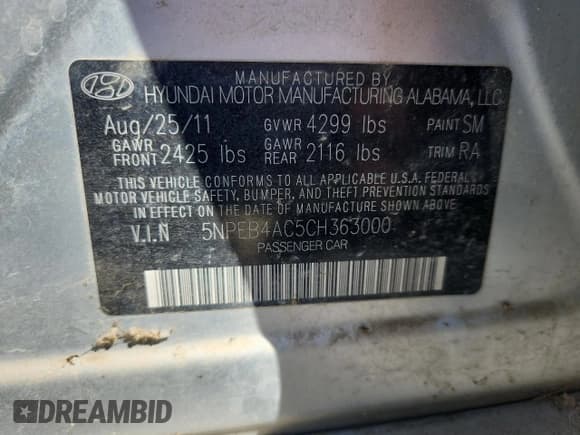 MANUFACTURED BY
HYUNDAI MOTOR MANUFACTURING ALABAMA, LLC
Aug/25/11 GVWR 4299 lbs PAINT SM
GAWR FRONT 2425 lbs GAWR REAR 2116 lbs TRIM RA
THIS VEHICLE CONFORMS TO ALL APPLICABLE U.S.A. FEDERAL
MOTOR VEHICLE SAFETY, BUMPER, AND THEFT PREVENTION STANDARDS
IN EFFECT ON THE DATE OF MANUFACTURE SHOWN ABOVE.
V.I.N 5NPEB4AC5CH363000
PASSENGER CAR
DREAMBID